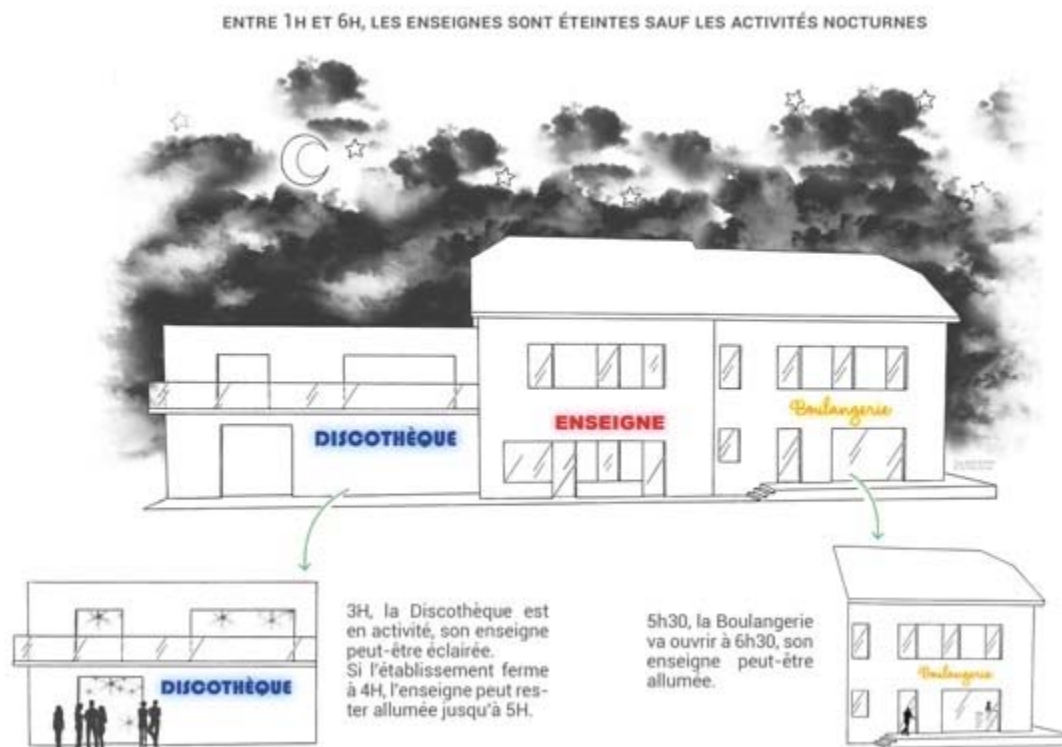 ENTRE 1H ET 6H, LES ENSEIGNES SONT ÉTEINTES SAUF LES ACTIVITÉS NOCTURNES
DISCOTHÈQUE
ENSEIGNE
Boulangerie
DISCOTHÈQUE
3H, la Discothèque est
en activité, son enseigne
peut-être éclairée.
Si l'établissement ferme
à 4H, l'enseigne peut res-
ter allumée jusqu'à 5H.
5h30, la Boulangerie
va ouvrir à 6h30, son
enseigne peut-être
allumée.
Boulangerie